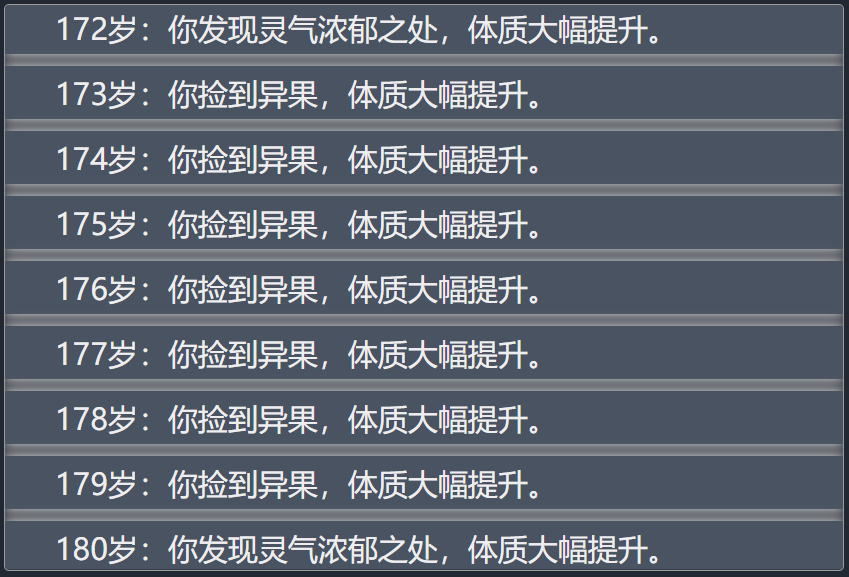 172岁：你发现灵气浓郁之处，体质大幅提升。
173岁：你捡到异果，体质大幅提升。
174岁：你捡到异果，体质大幅提升。
175岁：你捡到异果，体质大幅提升。
176岁：你捡到异果，体质大幅提升。
177岁：你捡到异果，体质大幅提升。
178岁：你捡到异果，体质大幅提升。
179岁：你捡到异果，体质大幅提升。
180岁：你发现灵气浓郁之处，体质大幅提升。